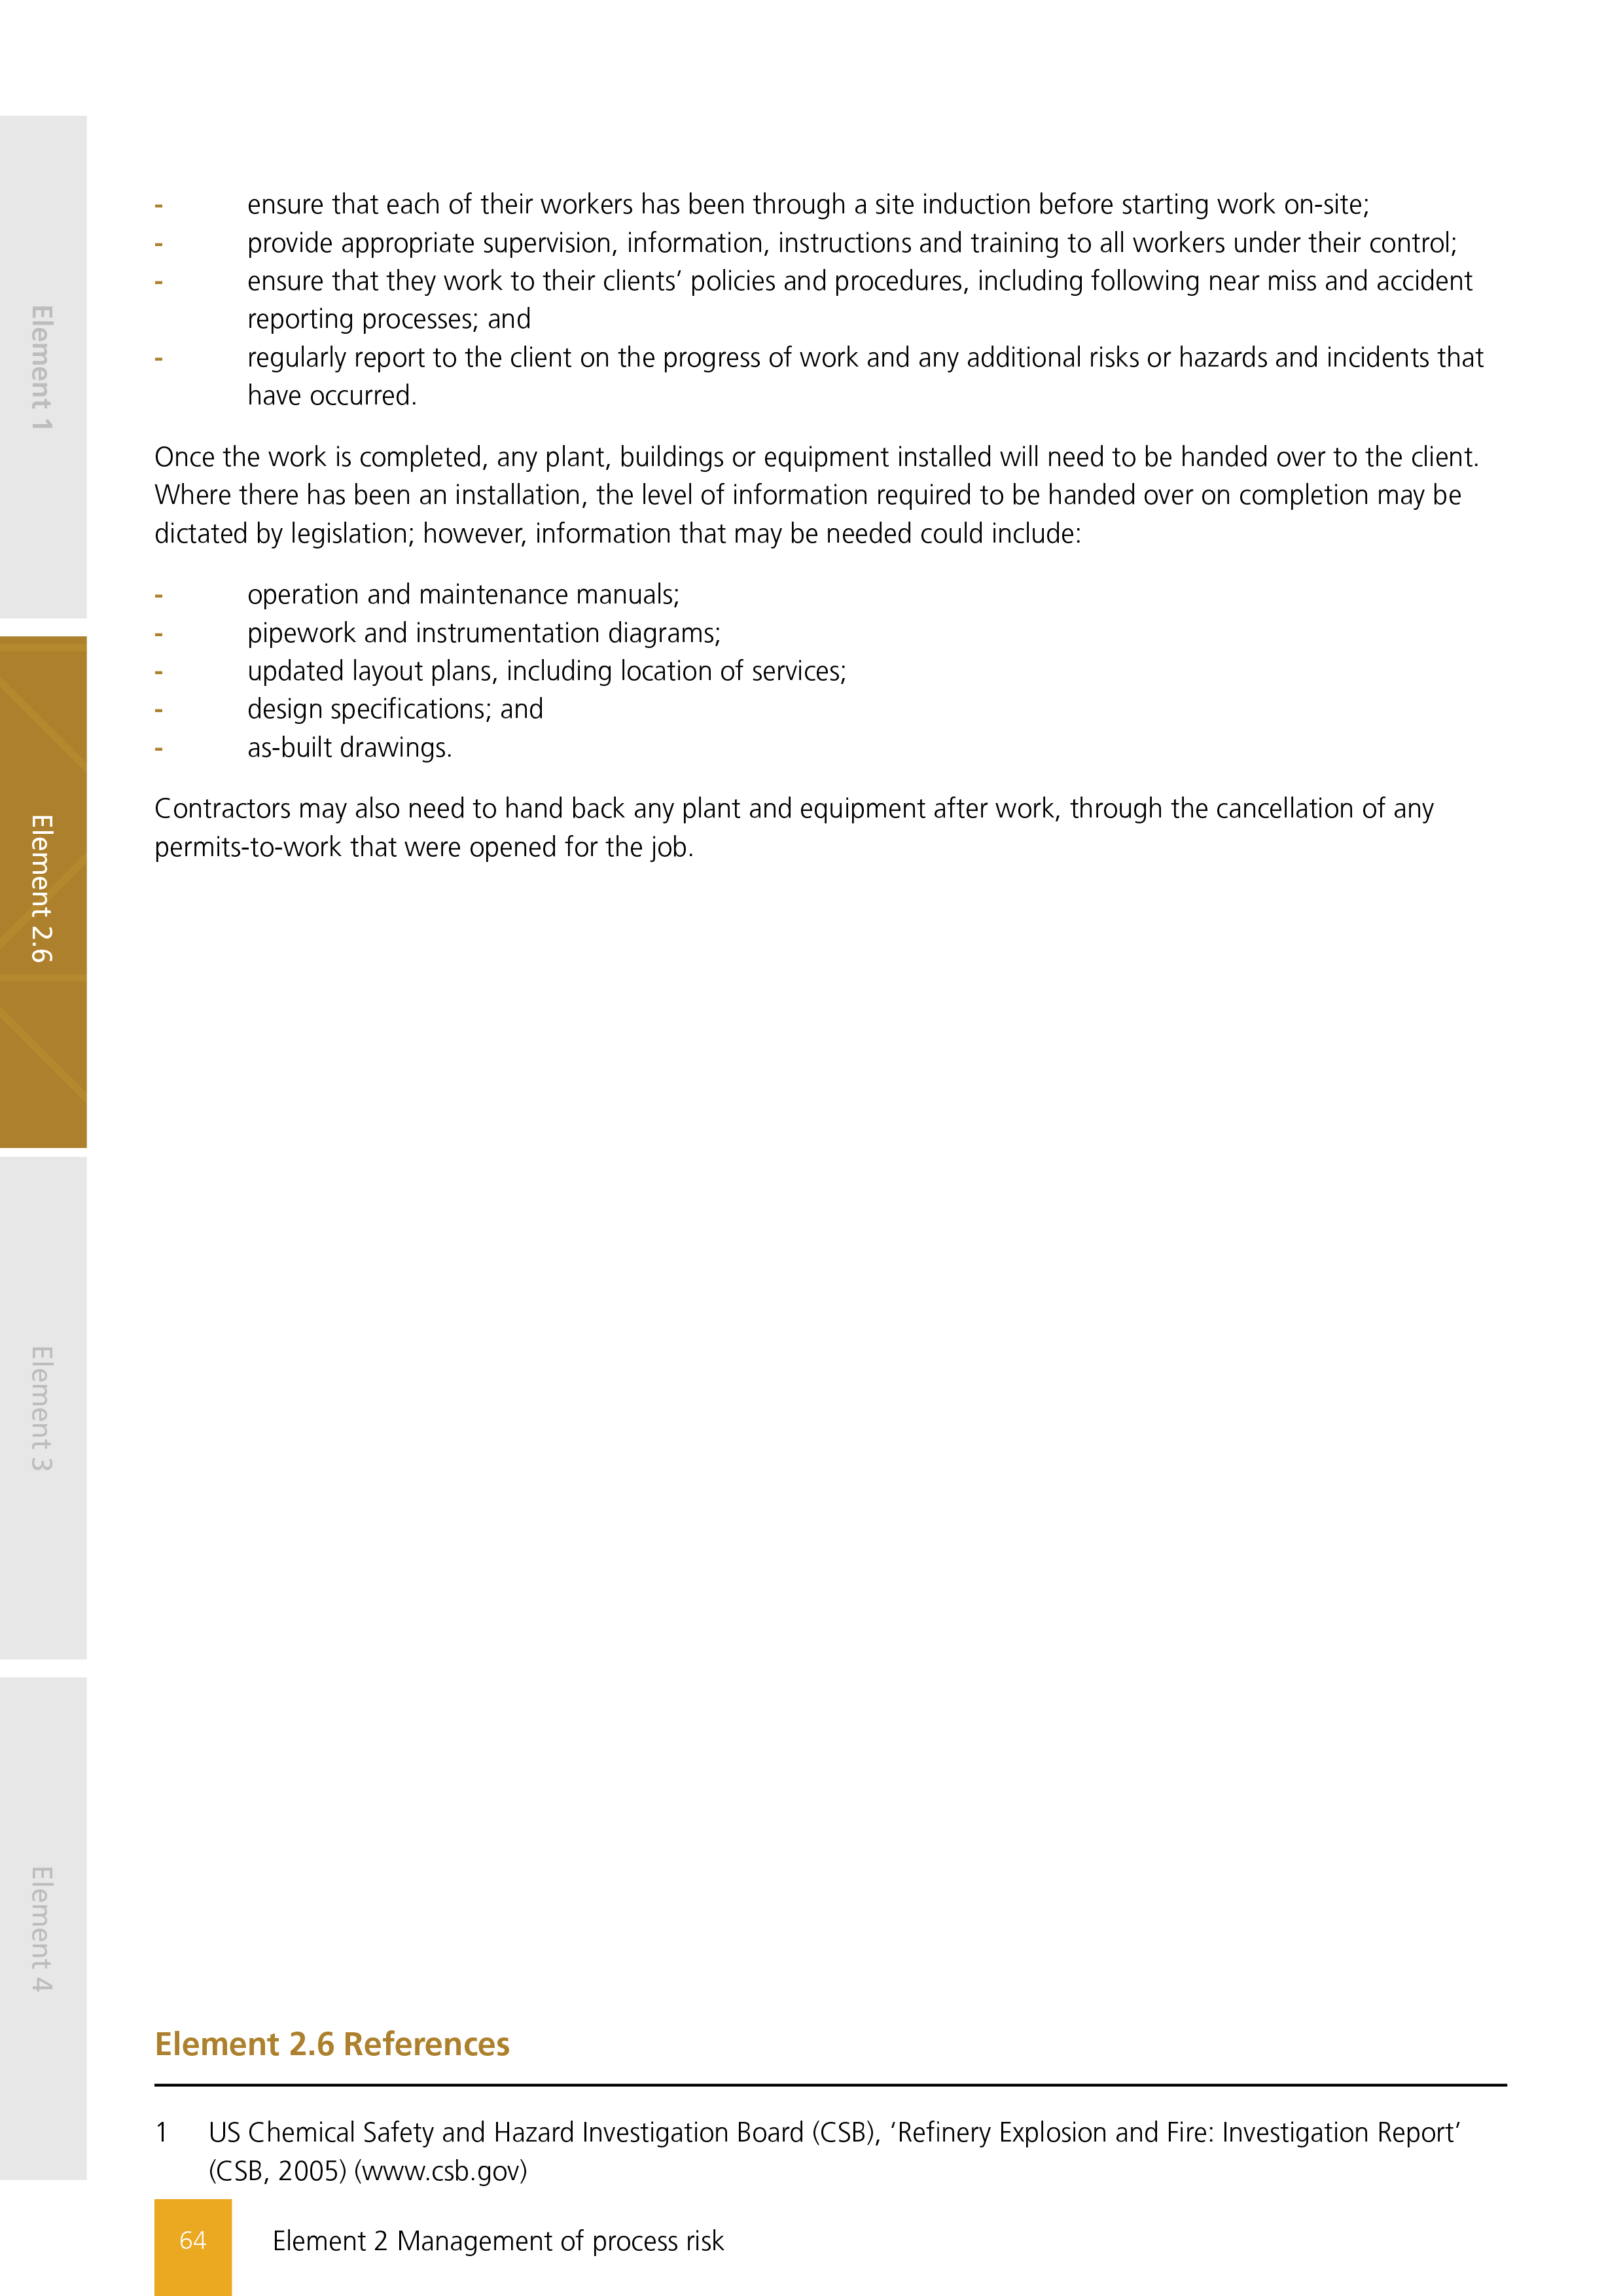 - ensure that each of their workers has been through a site induction before starting work on-site;
- provide appropriate supervision, information, instructions and training to all workers under their control;
- ensure that they work to their clients’ policies and procedures, including following near miss and accident
reporting processes; and
- regularly report to the client on the progress of work and any additional risks or hazards and incidents that
have occurred.
Once the work is completed, any plant, buildings or equipment installed will need to be handed over to the client.
Where there has been an installation, the level of information required to be handed over on completion may be
dictated by legislation; however, information that may be needed could include:
- operation and maintenance manuals;
- pipework and instrumentation diagrams;
- updated layout plans, including location of services;
- design specifications; and
- as-built drawings.
Contractors may also need to hand back any plant and equipment after work, through the cancellation of any
permits-to-work that were opened for the job.
Element 1
Element 2.6
Element 3
Element 4
Element 2.6 References
1 US Chemical Safety and Hazard Investigation Board (CSB), ‘Refinery Explosion and Fire: Investigation Report’
(CSB, 2005) (www.csb.gov)
64 Element 2 Management of process risk